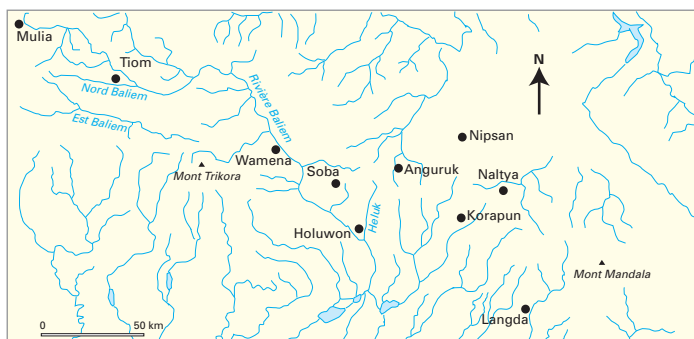 Mulia
Tiom
Nord Baliem
Rivière Baliem
Est Baliem
N
Nipsan
Wamena
Mont Trikora
Soba
Anguruk
Naltya
Heluk
Korapun
Holuwon
Mont Mandala
Langda
0 50 km